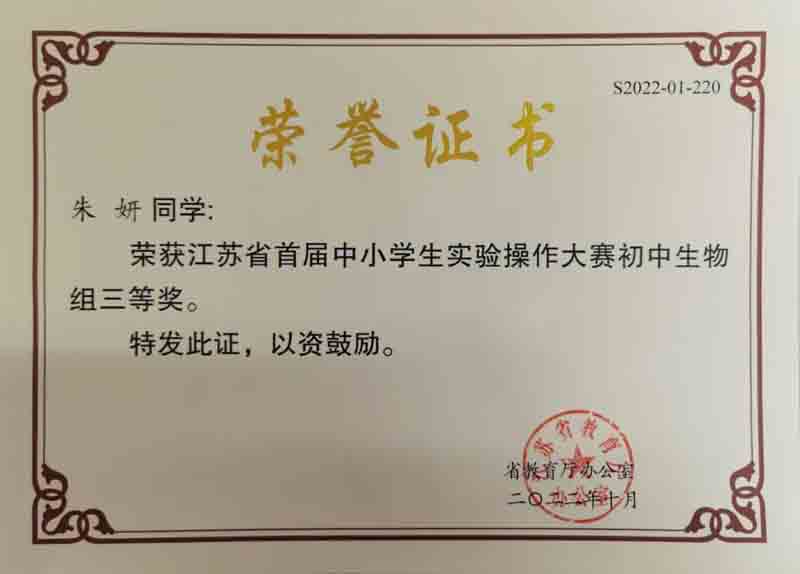 S2022-01-220
荣誉证书
朱 妍 同学:
荣获江苏省首届中小学生实验操作大赛初中生物
组三等奖。
特发此证，以资鼓励。
省教育厅办公室
二〇二二年十月